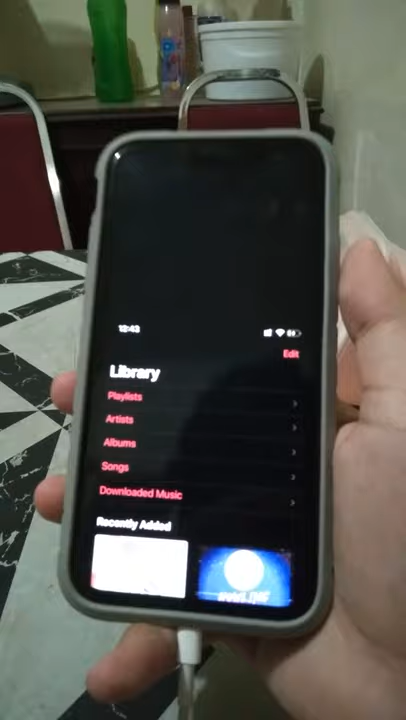 12:43
Edit
Library
Playlists
Artists
Albums
Songs
Downloaded Music
Recently Added